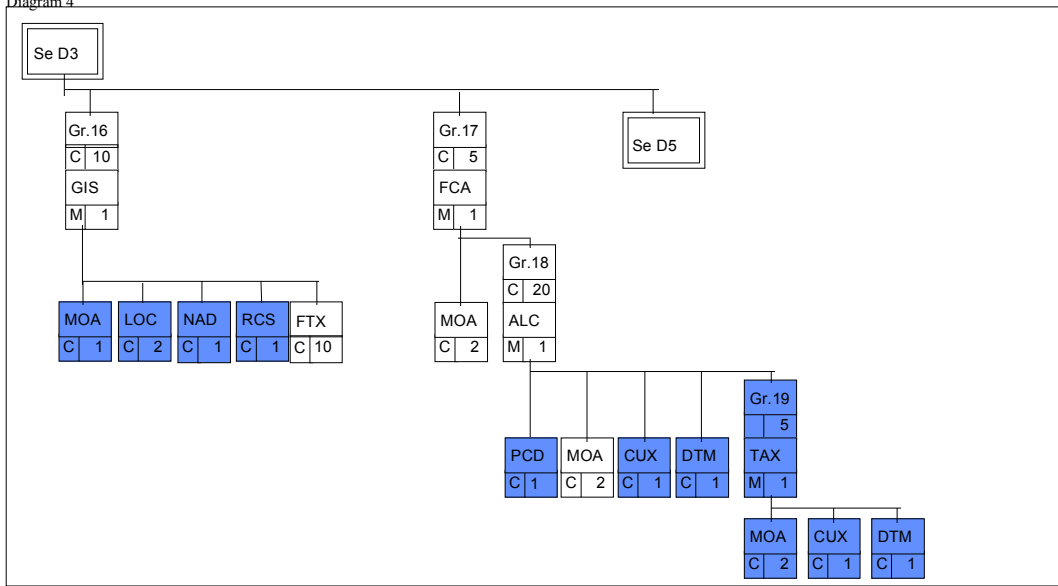 Diagram 4
Se D3
Gr.16
C 10
GIS
M 1
Gr.17
C 5
FCA
M 1
Se D5
Gr.18
C 20
MOA
C 1
LOC
C 2
NAD
C 1
RCS
C 1
FTX
C 10
MOA
C 2
ALC
M 1
Gr.19
5
PCD
C 1
MOA
C 2
CUX
C 1
DTM
C 1
TAX
M 1
MOA
C 2
CUX
C 1
DTM
C 1